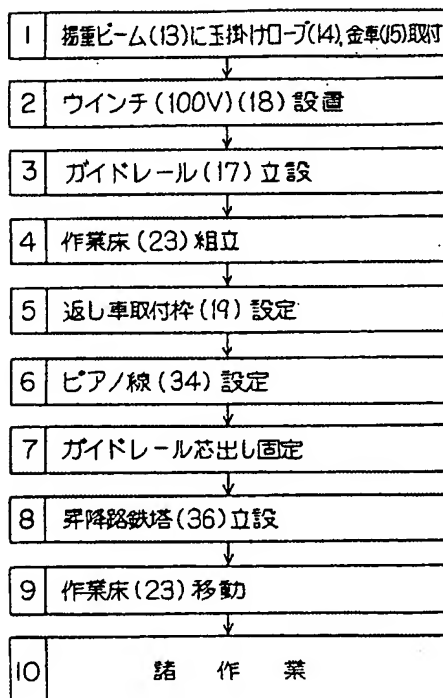 1 揚重ビーム(13)に玉掛けロープ(14),金車(15)取付
2 ウインチ(100V)(18)設置
3 ガイドレール(17)立設
4 作業床(23)組立
5 返し車取付枠(19)設定
6 ピアノ線(34)設定
7 ガイドレール芯出し固定
8 昇降路鉄塔(36)立設
9 作業床(23)移動
10 諸作業